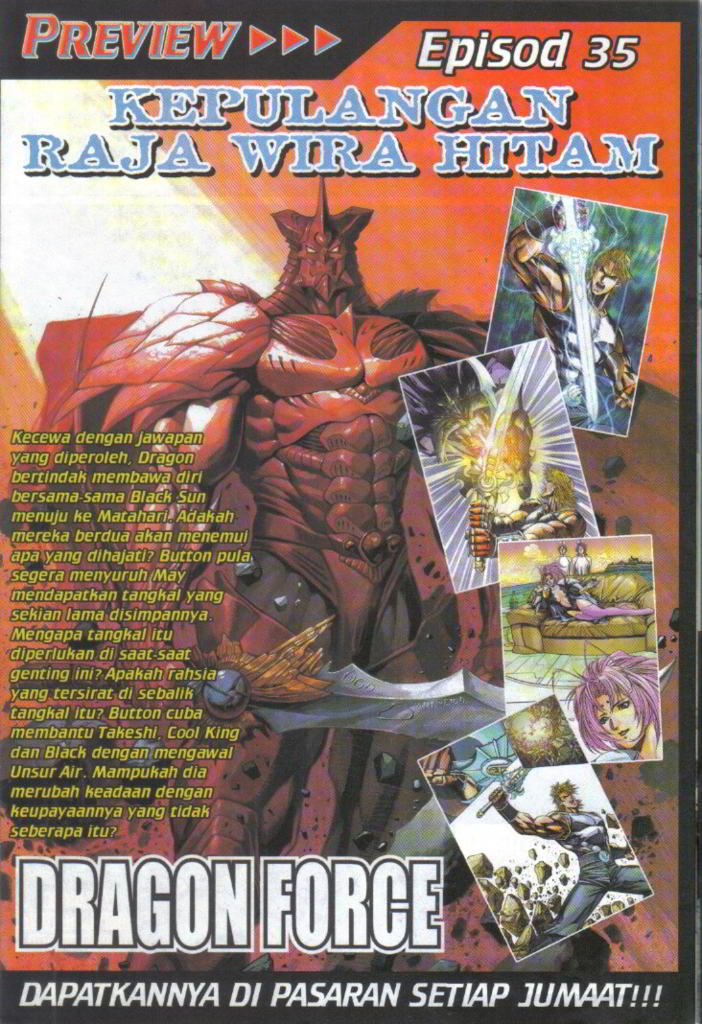 PREVIEW
Episod 35
KEPULANGAN
RAJA WIRA HITAM
Kecewa dengan jawapan
yang diperoleh, Dragon
bertindak membawa diri
bersama-sama Black Sun
menuju ke Matahari. Adakah
mereka berdua akan menemui
apa yang dihajati? Button pula
segera menyuruh May
mendapatkan tangkal yang
sekian lama disimpannya.
Mengapa tangkal itu
diperlukan di saat-saat
genting ini? Apakah rahsia
yang tersirat di sebalik
tangkal itu? Button cuba
membantu Takeshi, Cool King
dan Black dengan mengawal
Unsur Air. Mampukah dia
merubah keadaan dengan
keupayaannya yang tidak
seberapa itu?
DRAGON FORCE
DAPATKANNYA DI PASARAN SETIAP JUMAAT!!!